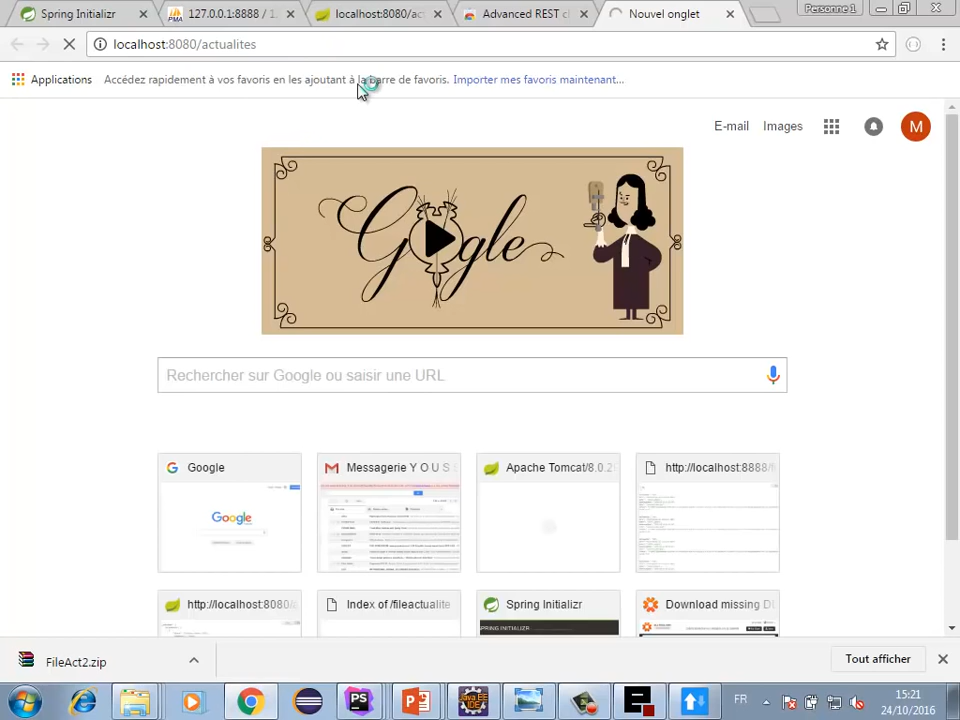 Spring Initializr
127.0.0.1:8888 / 1
localhost:8080/ac
Advanced REST c
Nouvel onglet
Personne 1
localhost:8080/actualites
Applications
Accédez rapidement à vos favoris en les ajoutant à la barre de favoris.
Importer mes favoris maintenant...
E-mail
Images
M
Google
Rechercher sur Google ou saisir une URL
Google
Messagerie Y O U S
Apache Tomcat/8.0.2
http://localhost:8888/
Google
http://localhost:8080/
Index of /fileactualite
Spring Initializr
Download missing D
SPRING INITIALIZR
FileAct2.zip
Tout afficher
FR
15:21
24/10/2016